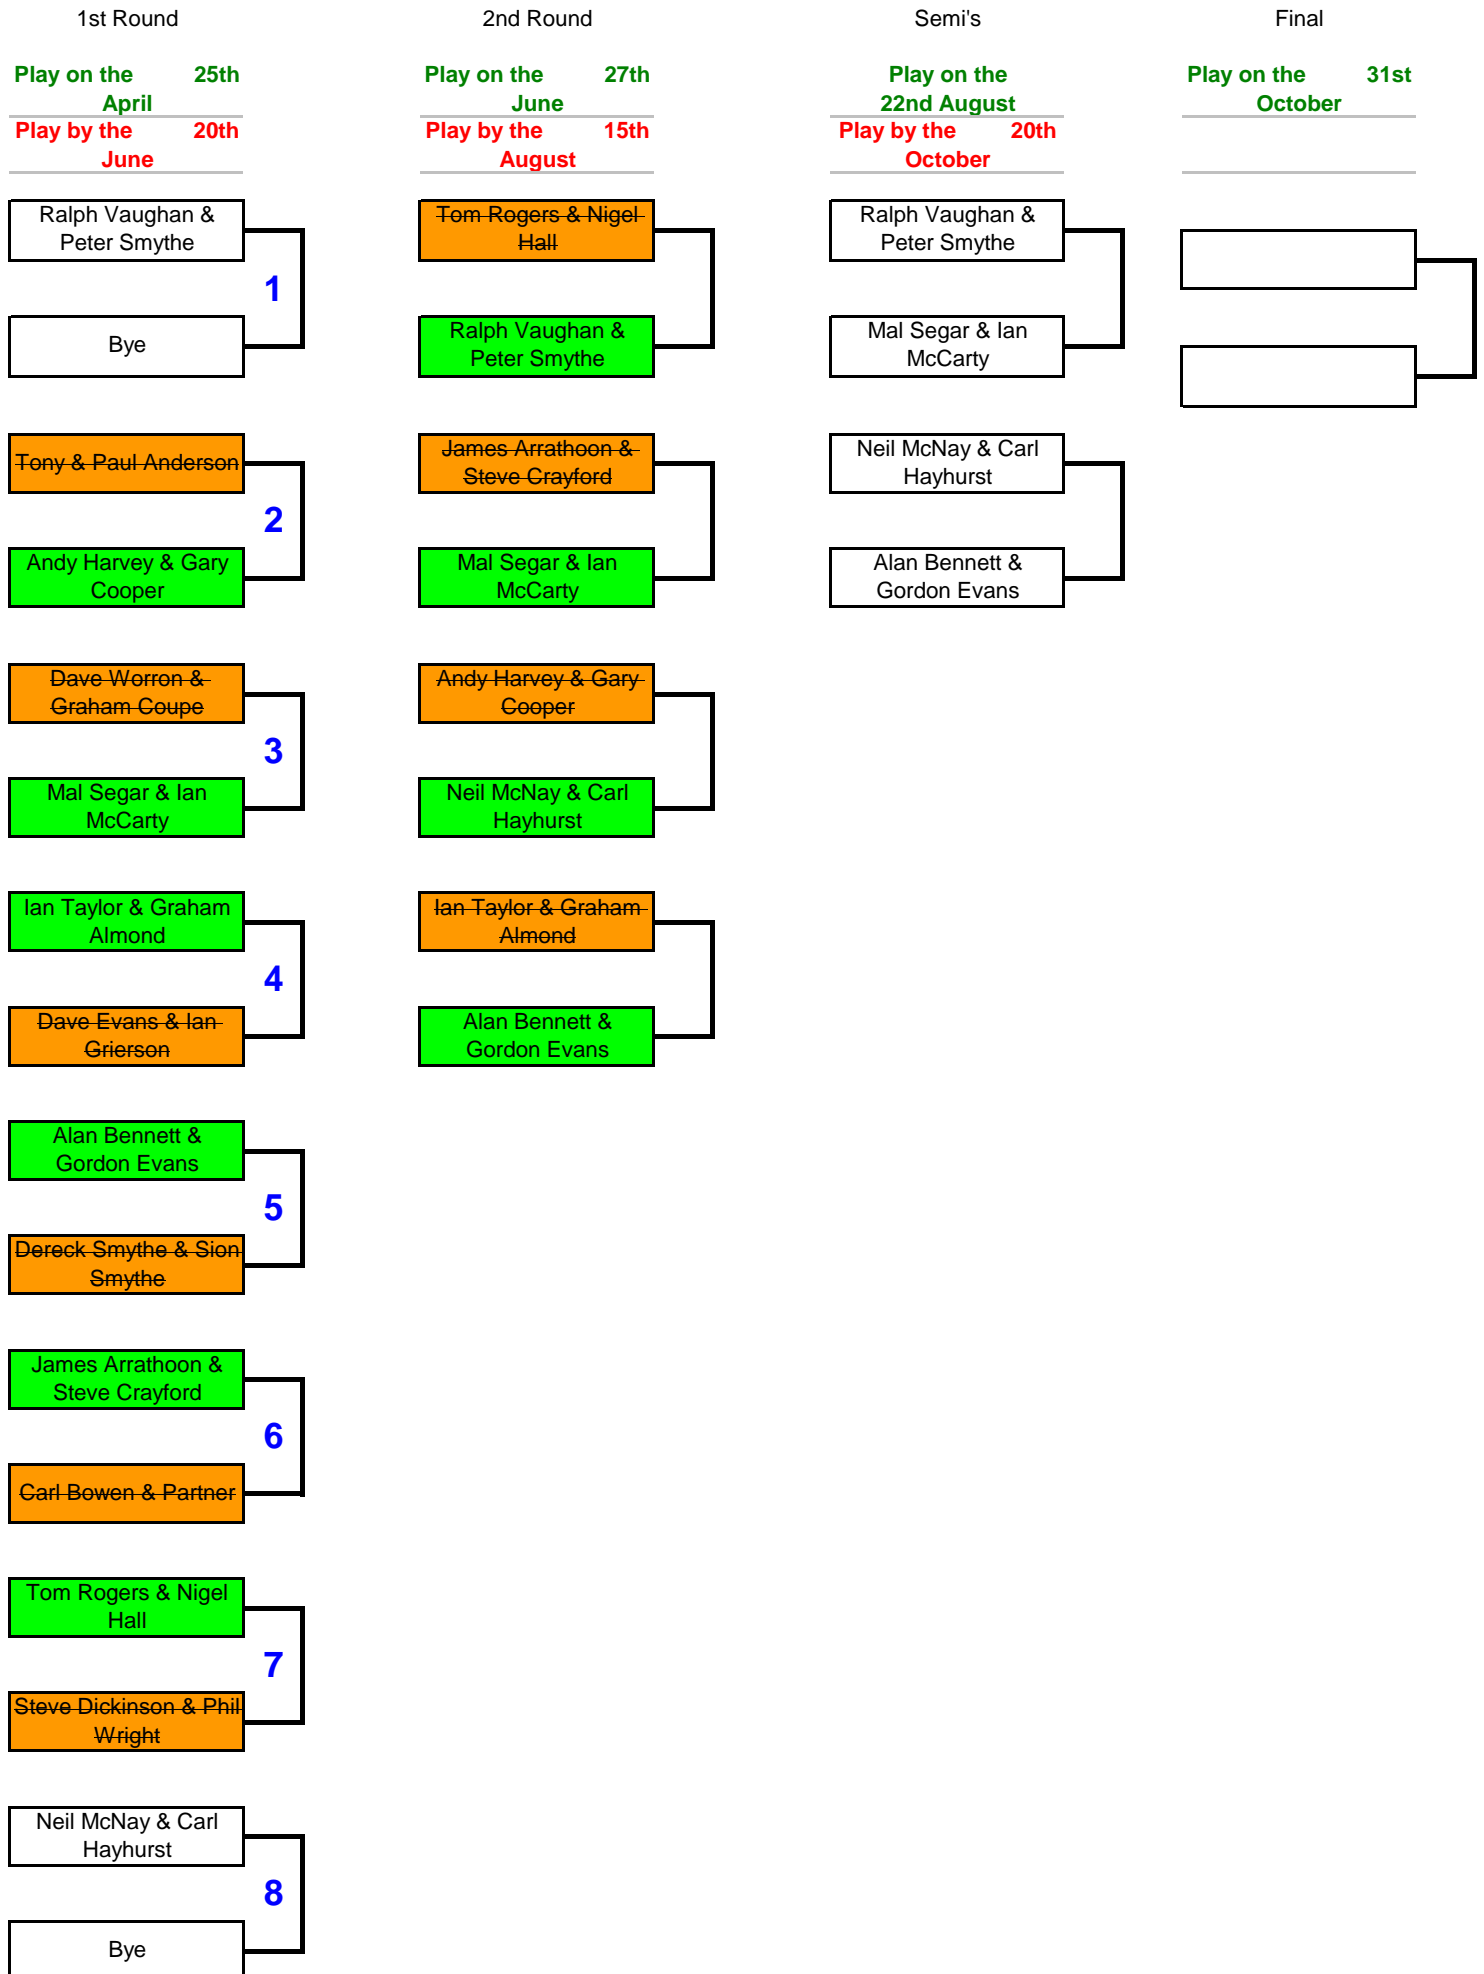 1st Round
2nd Round
Semi's
Final
Play on the 25th
April
Play by the 20th
June
Play on the 27th
June
Play by the 15th
August
Play on the
22nd August
Play by the 20th
October
Play on the 31st
October
Ralph Vaughan &
Peter Smythe
1
Bye
Tony & Paul Anderson
2
Andy Harvey & Gary
Cooper
Dave Worron &
Graham Coupe
3
Mal Segar & Ian
McCarty
Ian Taylor & Graham
Almond
4
Dave Evans & Ian
Grierson
Alan Bennett &
Gordon Evans
5
Dereck Smythe & Sion
Smythe
James Arrathoon &
Steve Crayford
6
Carl Bowen & Partner
Tom Rogers & Nigel
Hall
7
Steve Dickinson & Phil
Wright
Neil McNay & Carl
Hayhurst
8
Bye
Tom Rogers & Nigel
Hall
Ralph Vaughan &
Peter Smythe
James Arrathoon &
Steve Crayford
Mal Segar & Ian
McCarty
Andy Harvey & Gary
Cooper
Neil McNay & Carl
Hayhurst
Ian Taylor & Graham
Almond
Alan Bennett &
Gordon Evans
Ralph Vaughan &
Peter Smythe
Mal Segar & Ian
McCarty
Neil McNay & Carl
Hayhurst
Alan Bennett &
Gordon Evans